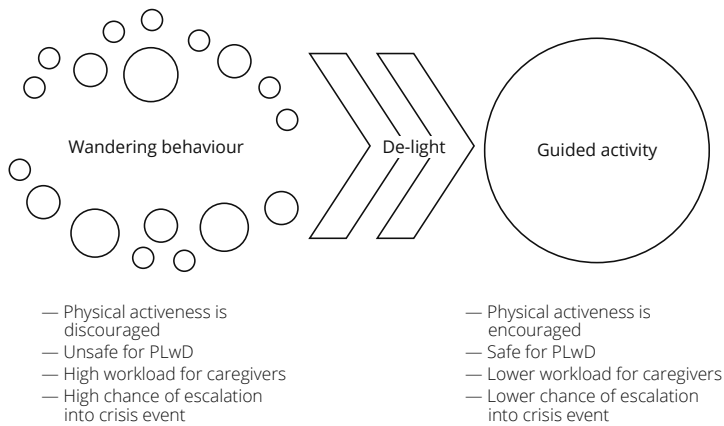 Wandering behaviour
De-light
Guided activity
— Physical activeness is
discouraged
— Unsafe for PLwD
— High workload for caregivers
— High chance of escalation
into crisis event
— Physical activeness is
encouraged
— Safe for PLwD
— Lower workload for caregivers
— Lower chance of escalation
into crisis event